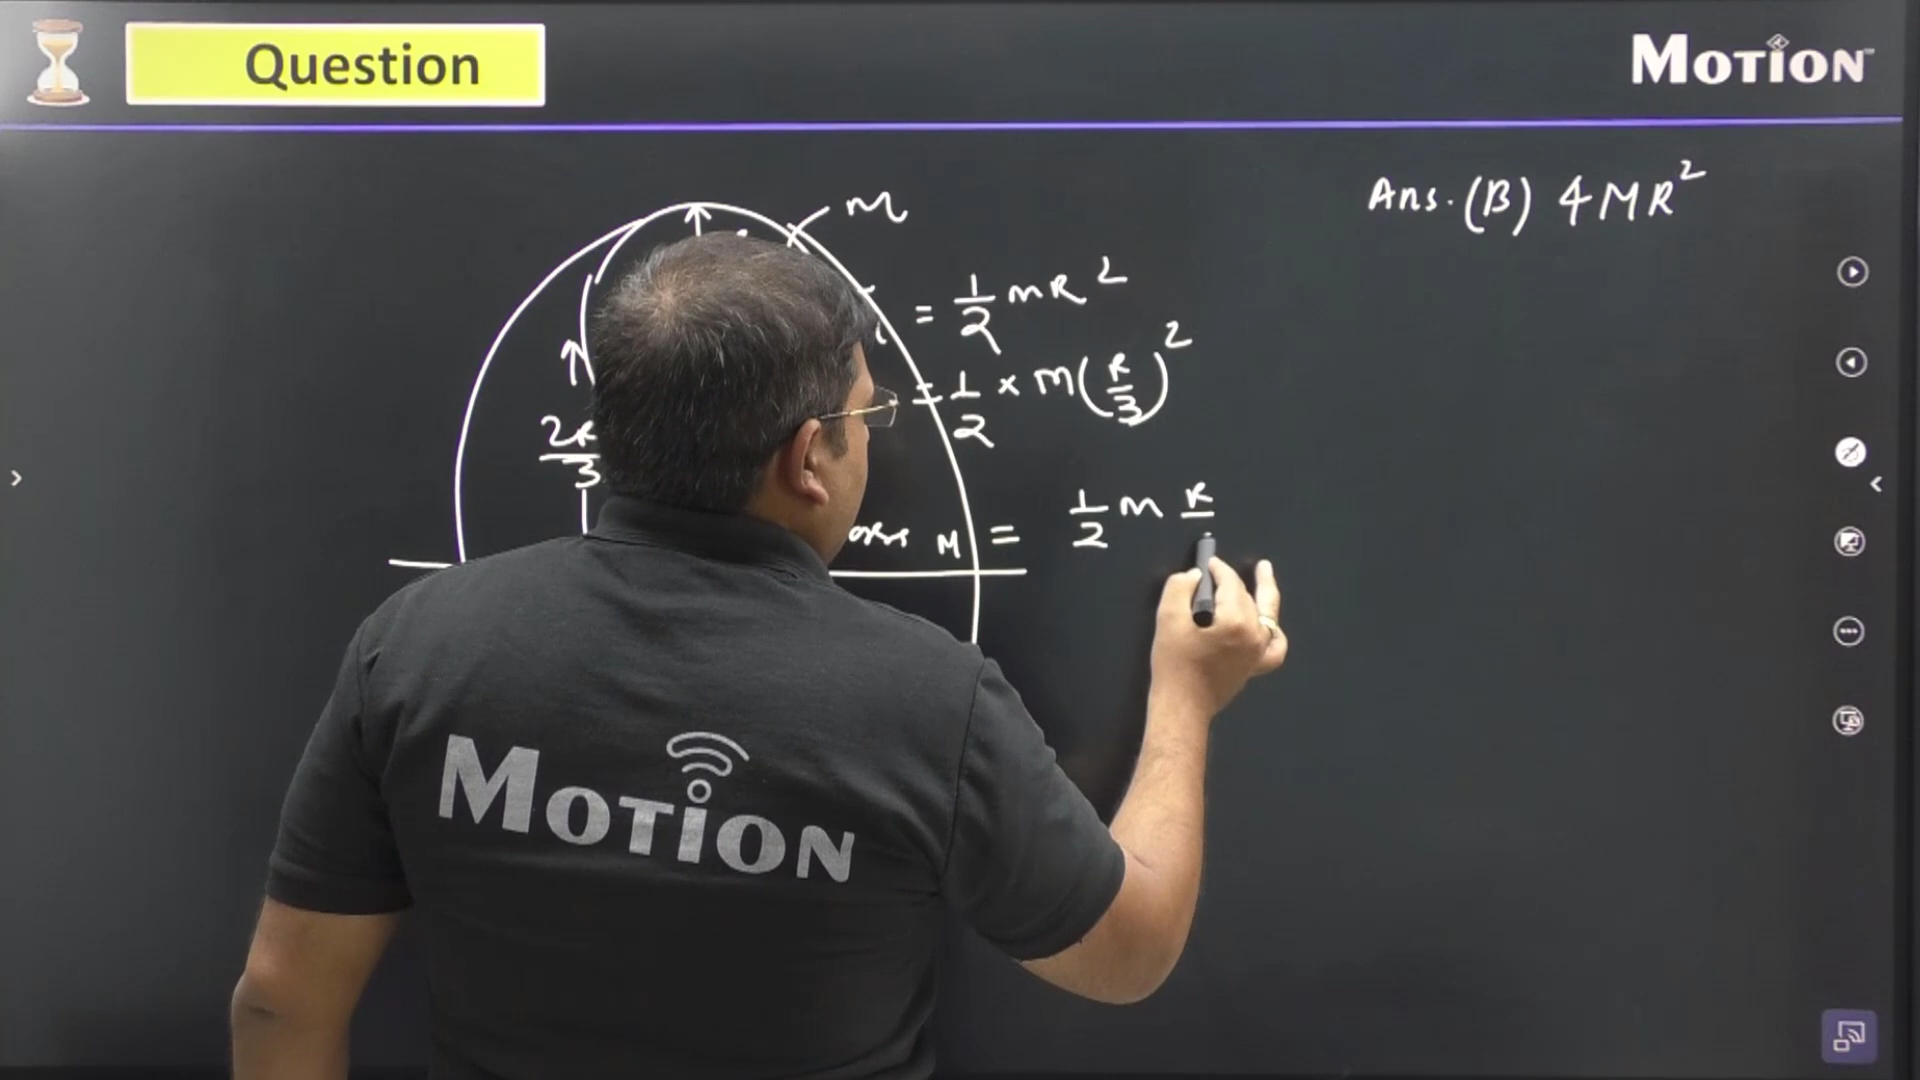 Question
MOTION
Ans. (B) 4MR²
M
= 1/2 MR²
2R/3
= 1/2 × M(R/3)²
M = 1/2 M R/
MOTION